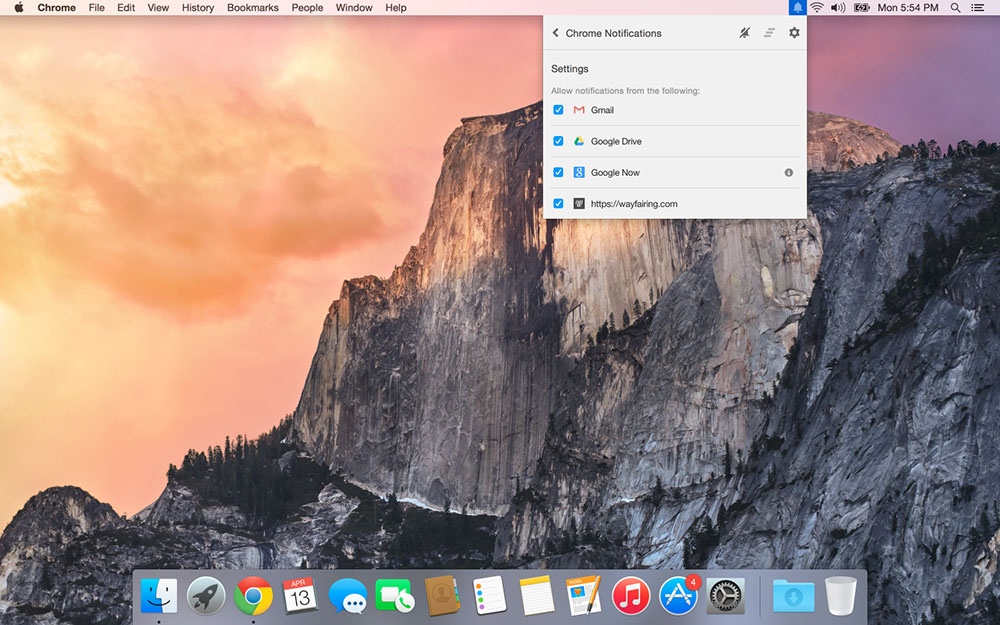 Chrome File Edit View History Bookmarks People Window Help Mon 5:54 PM
Chrome Notifications
Settings
Allow notifications from the following:
Gmail
Google Drive
Google Now
https://wayfairing.com
APR
13
4